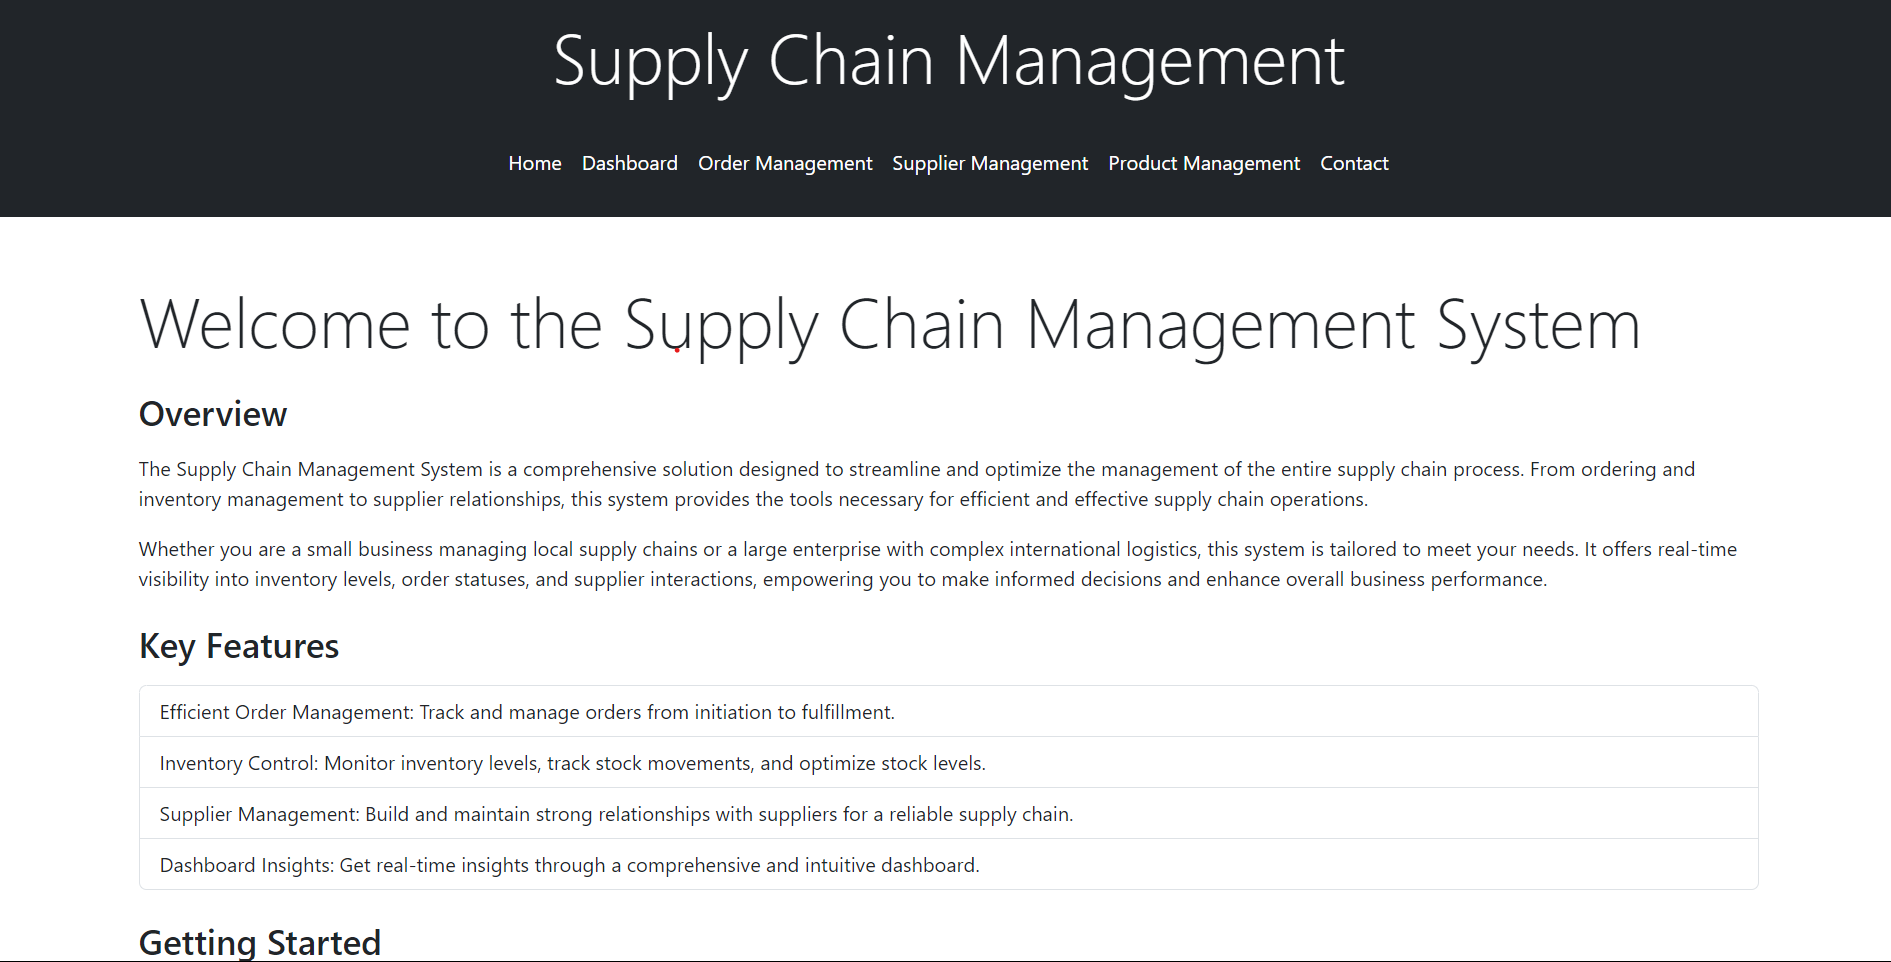 Supply Chain Management
Home Dashboard Order Management Supplier Management Product Management Contact
Welcome to the Supply Chain Management System
Overview
The Supply Chain Management System is a comprehensive solution designed to streamline and optimize the management of the entire supply chain process. From ordering and
inventory management to supplier relationships, this system provides the tools necessary for efficient and effective supply chain operations.
Whether you are a small business managing local supply chains or a large enterprise with complex international logistics, this system is tailored to meet your needs. It offers real-time
visibility into inventory levels, order statuses, and supplier interactions, empowering you to make informed decisions and enhance overall business performance.
Key Features
Efficient Order Management: Track and manage orders from initiation to fulfillment.
Inventory Control: Monitor inventory levels, track stock movements, and optimize stock levels.
Supplier Management: Build and maintain strong relationships with suppliers for a reliable supply chain.
Dashboard Insights: Get real-time insights through a comprehensive and intuitive dashboard.
Getting Started